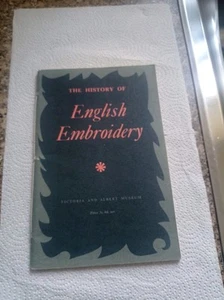 THE HISTORY OF
English
Embroidery
VICTORIA AND ALBERT MUSEUM